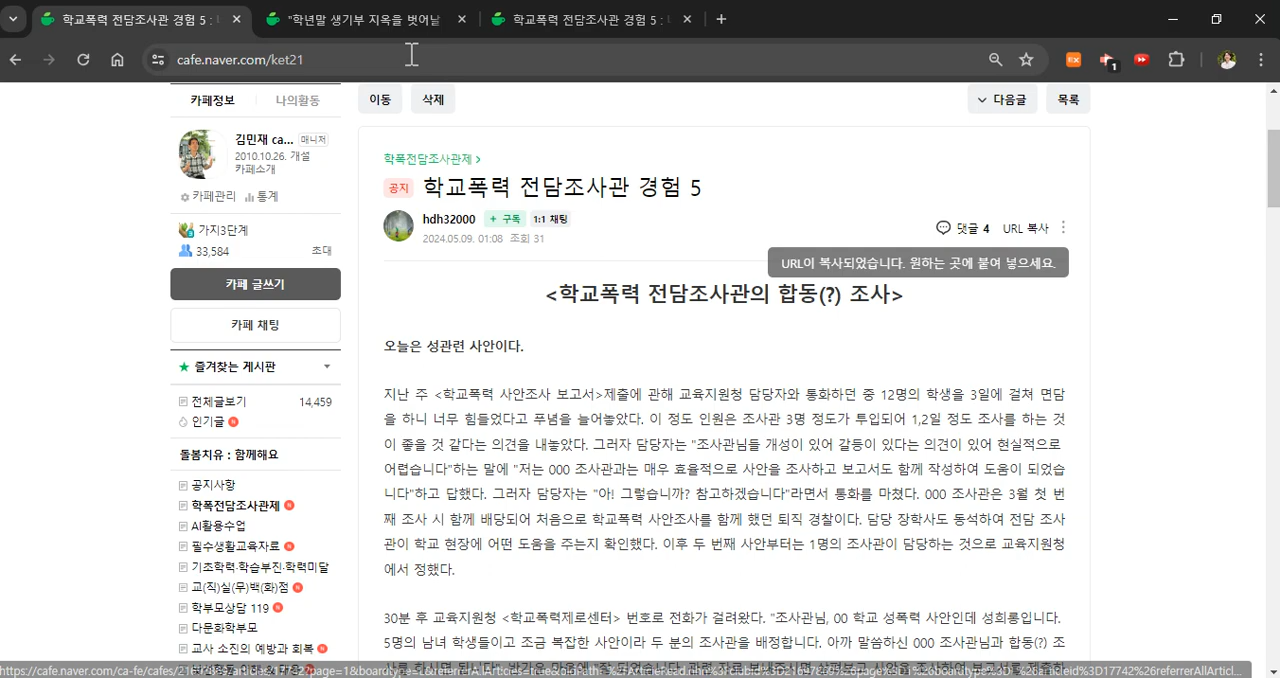 학교폭력 전담조사관 경험 5 :
"학년말 생기부 지옥을 벗어날
학교폭력 전담조사관 경험 5 :
cafe.naver.com/ket21
EX
1
카페정보
나의활동
이동
삭제
다음글
목록
김민재 ca...
매니저
2010.10.26. 개설
카페소개
카페관리
통계
가지3단계
33,584
초대
카페 글쓰기
카페 채팅
즐겨찾는 게시판
전체글보기
14,459
인기글
돌봄치유 : 함께해요
공지사항
학폭전담조사관제
AI활용수업
필수생활교육자료
기초학력·학습부진·학력미달
교(직)실(무)백(화)점
학부모상담 119
다문화학부모
교사 소진의 예방과 회복
학폭전담조사관제
공지
학교폭력 전담조사관 경험 5
hdh32000
+ 구독
1:1 채팅
2024.05.09. 01:08 조회 31
댓글 4
URL 복사
URL이 복사되었습니다. 원하는 곳에 붙여 넣으세요.
<학교폭력 전담조사관의 합동(?) 조사>
오늘은 성관련 사안이다.
지난 주 <학교폭력 사안조사 보고서>제출에 관해 교육지원청 담당자와 통화하던 중 12명의 학생을 3일에 걸쳐 면담
을 하니 너무 힘들었다고 푸념을 늘어놓았다. 이 정도 인원은 조사관 3명 정도가 투입되어 1,2일 정도 조사를 하는 것
이 좋을 것 같다는 의견을 내놓았다. 그러자 담당자는 "조사관님들 개성이 있어 갈등이 있다는 의견이 있어 현실적으로
어렵습니다"하는 말에 "저는 000 조사관과는 매우 효율적으로 사안을 조사하고 보고서도 함께 작성하여 도움이 되었습
니다"하고 답했다. 그러자 담당자는 "아! 그렇습니까? 참고하겠습니다"라면서 통화를 마쳤다. 000 조사관은 3월 첫 번
째 조사 시 함께 배당되어 처음으로 학교폭력 사안조사를 함께 했던 퇴직 경찰이다. 담당 장학사도 동석하여 전담 조사
관이 학교 현장에 어떤 도움을 주는지 확인했다. 이후 두 번째 사안부터는 1명의 조사관이 담당하는 것으로 교육지원청
에서 정했다.
30분 후 교육지원청 <학교폭력제로센터> 번호로 전화가 걸려왔다. "조사관님, 00 학교 성폭력 사안인데 성희롱입니다.
5명의 남녀 학생들이고 조금 복잡한 사안이라 두 분의 조사관을 배정합니다. 아까 말씀하신 000 조사관님과 합동(?) 조